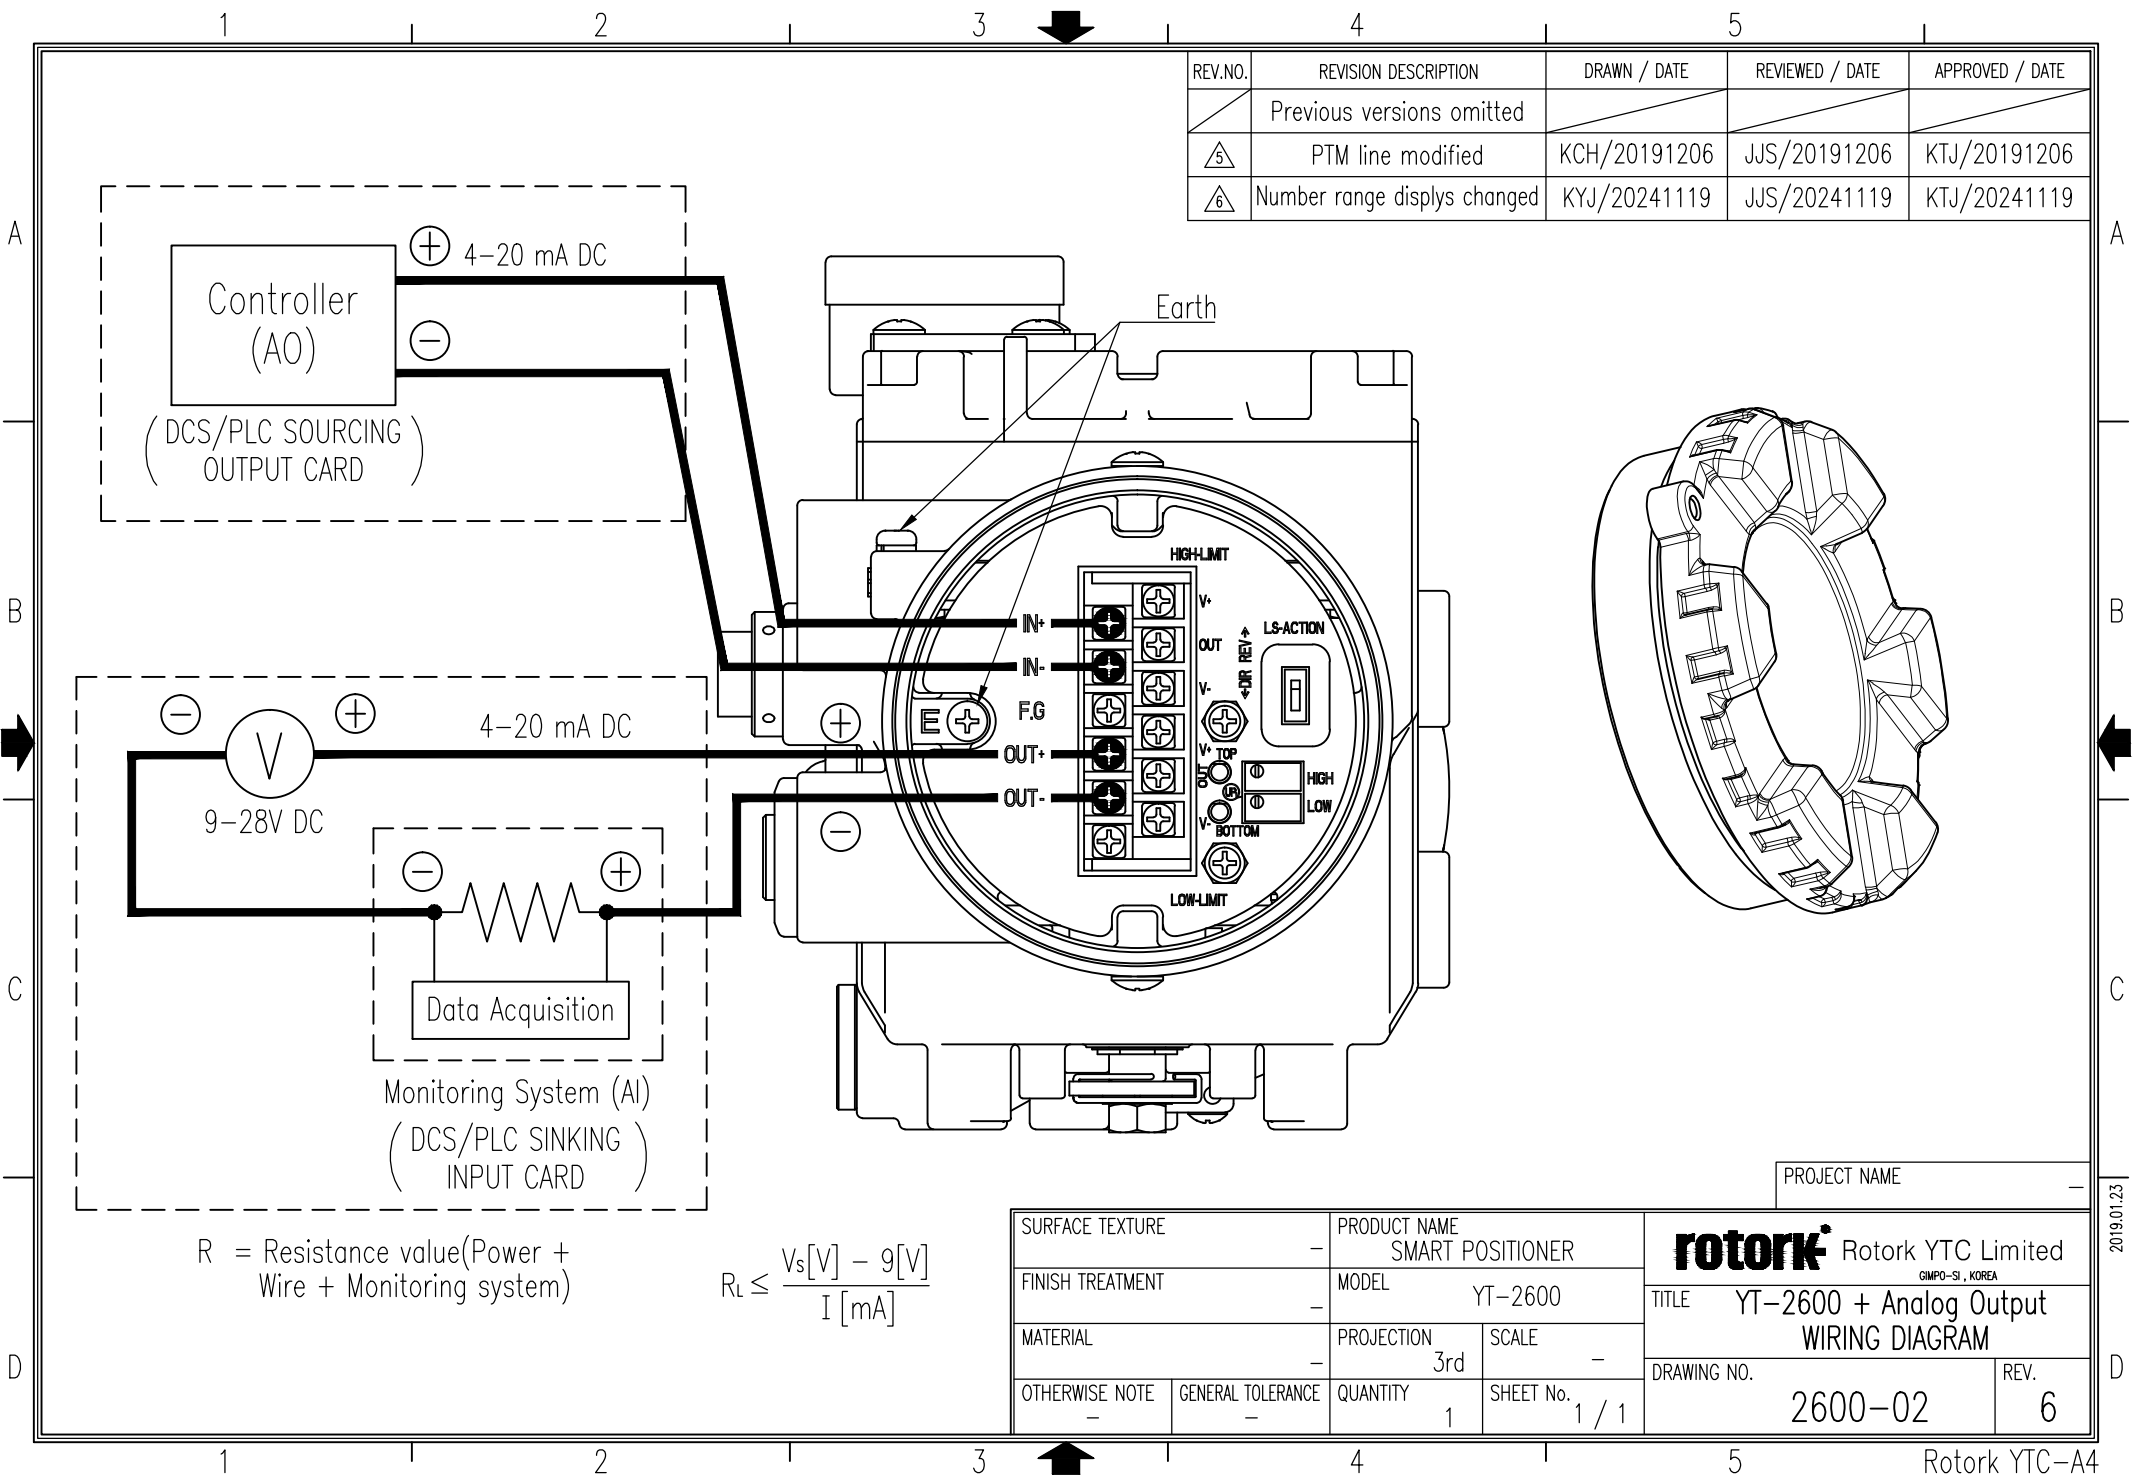 1 2 3 4 5
REV.NO. REVISION DESCRIPTION DRAWN / DATE REVIEWED / DATE APPROVED / DATE
Previous versions omitted
5 PTM line modified KCH/20191206 JJS/20191206 KTJ/20191206
6 Number range displys changed KYJ/20241119 JJS/20241119 KTJ/20241119
A A
+ 4-20 mA DC
Controller
(AO)
-
(DCS/PLC SOURCING
OUTPUT CARD)
Earth
B B
HIGH-LIMIT
V+
IN+
OUT
LS-ACTION
←DIR REV→
IN-
V-
F.G
E
- + 4-20 mA DC +
V
OUT+
V+ TOP
OUT
HIGH
OUT-
LOW
V- BOTTOM
LOW-LIMIT
9-28V DC
-
- +
C C
Data Acquisition
Monitoring System (AI)
(DCS/PLC SINKING
INPUT CARD)
R = Resistance value(Power +
Wire + Monitoring system)
RL ≤ Vs[V] - 9[V]
I [mA]
PROJECT NAME -
2019.01.23
SURFACE TEXTURE -
PRODUCT NAME
SMART POSITIONER
rotork Rotork YTC Limited
GIMPO-SI , KOREA
FINISH TREATMENT -
MODEL YT-2600
TITLE YT-2600 + Analog Output
WIRING DIAGRAM
MATERIAL -
PROJECTION 3rd
SCALE -
DRAWING NO. 2600-02
REV. 6
OTHERWISE NOTE -
GENERAL TOLERANCE -
QUANTITY 1
SHEET No. 1 / 1
D D
1 2 3 4 5
Rotork YTC-A4